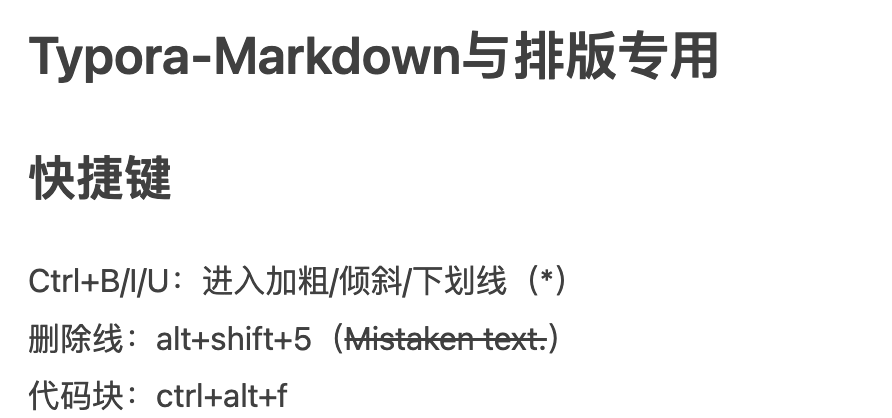 Typora-Markdown与排版专用
快捷键
Ctrl+B/I/U：进入加粗/倾斜/下划线（*）
删除线：alt+shift+5（Mistaken text.）
代码块：ctrl+alt+f